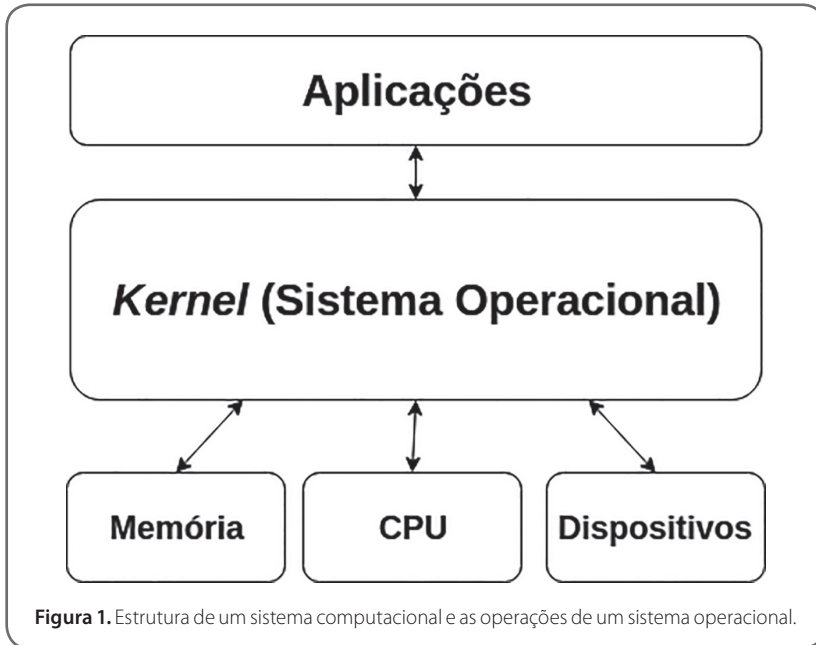 Aplicações
Kernel (Sistema Operacional)
Memória
CPU
Dispositivos
Figura 1. Estrutura de um sistema computacional e as operações de um sistema operacional.